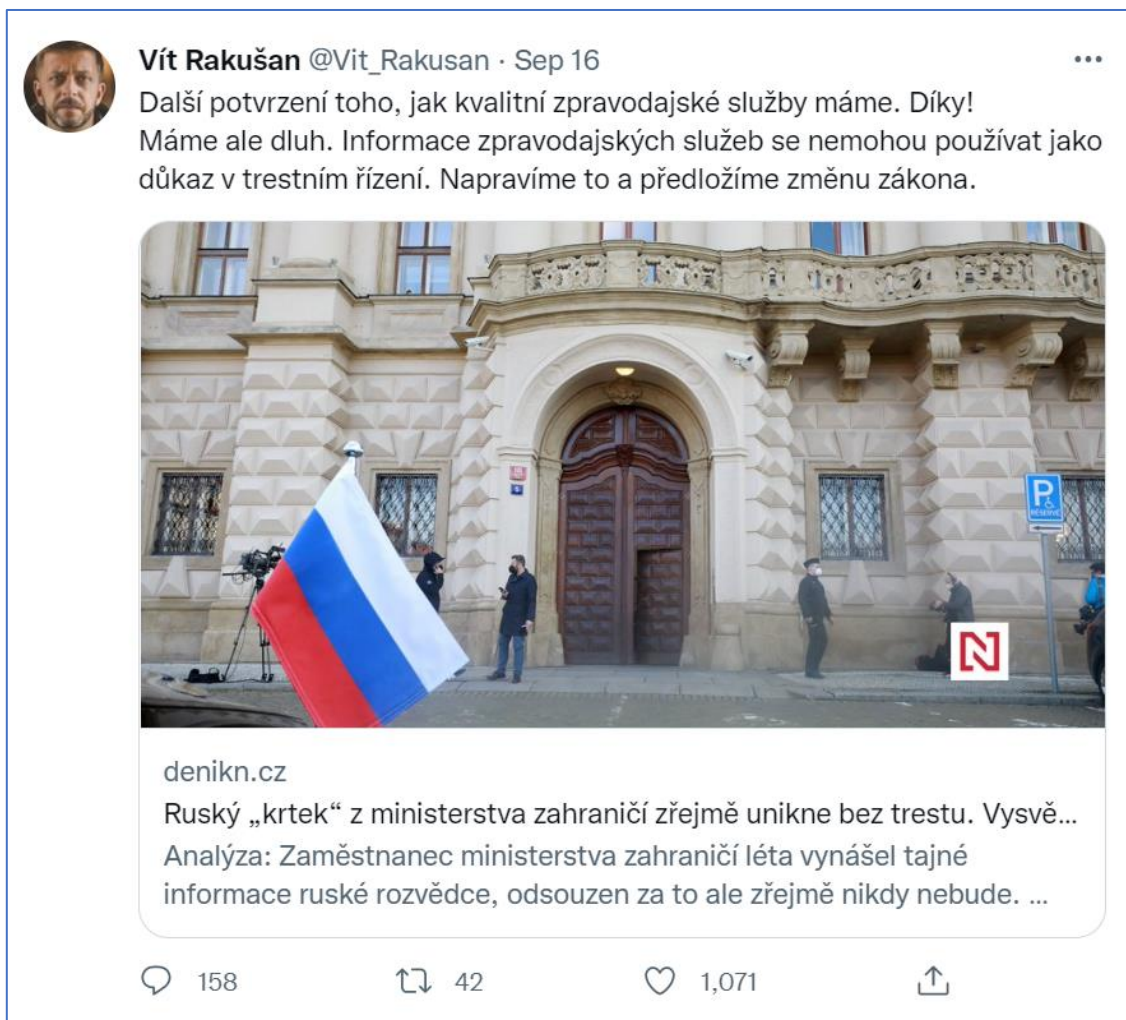 Vít Rakušan @Vit_Rakusan · Sep 16
Další potvrzení toho, jak kvalitní zpravodajské služby máme. Díky!
Máme ale dluh. Informace zpravodajských služeb se nemohou používat jako
důkaz v trestním řízení. Napravíme to a předložíme změnu zákona.
P
RÉSERVÉ
N
denikn.cz
Ruský „krtek“ z ministerstva zahraničí zřejmě unikne bez trestu. Vysvě...
Analýza: Zaměstnanec ministerstva zahraničí léta vynášel tajné
informace ruské rozvědce, odsouzen za to ale zřejmě nikdy nebude. ...
158 42 1,071